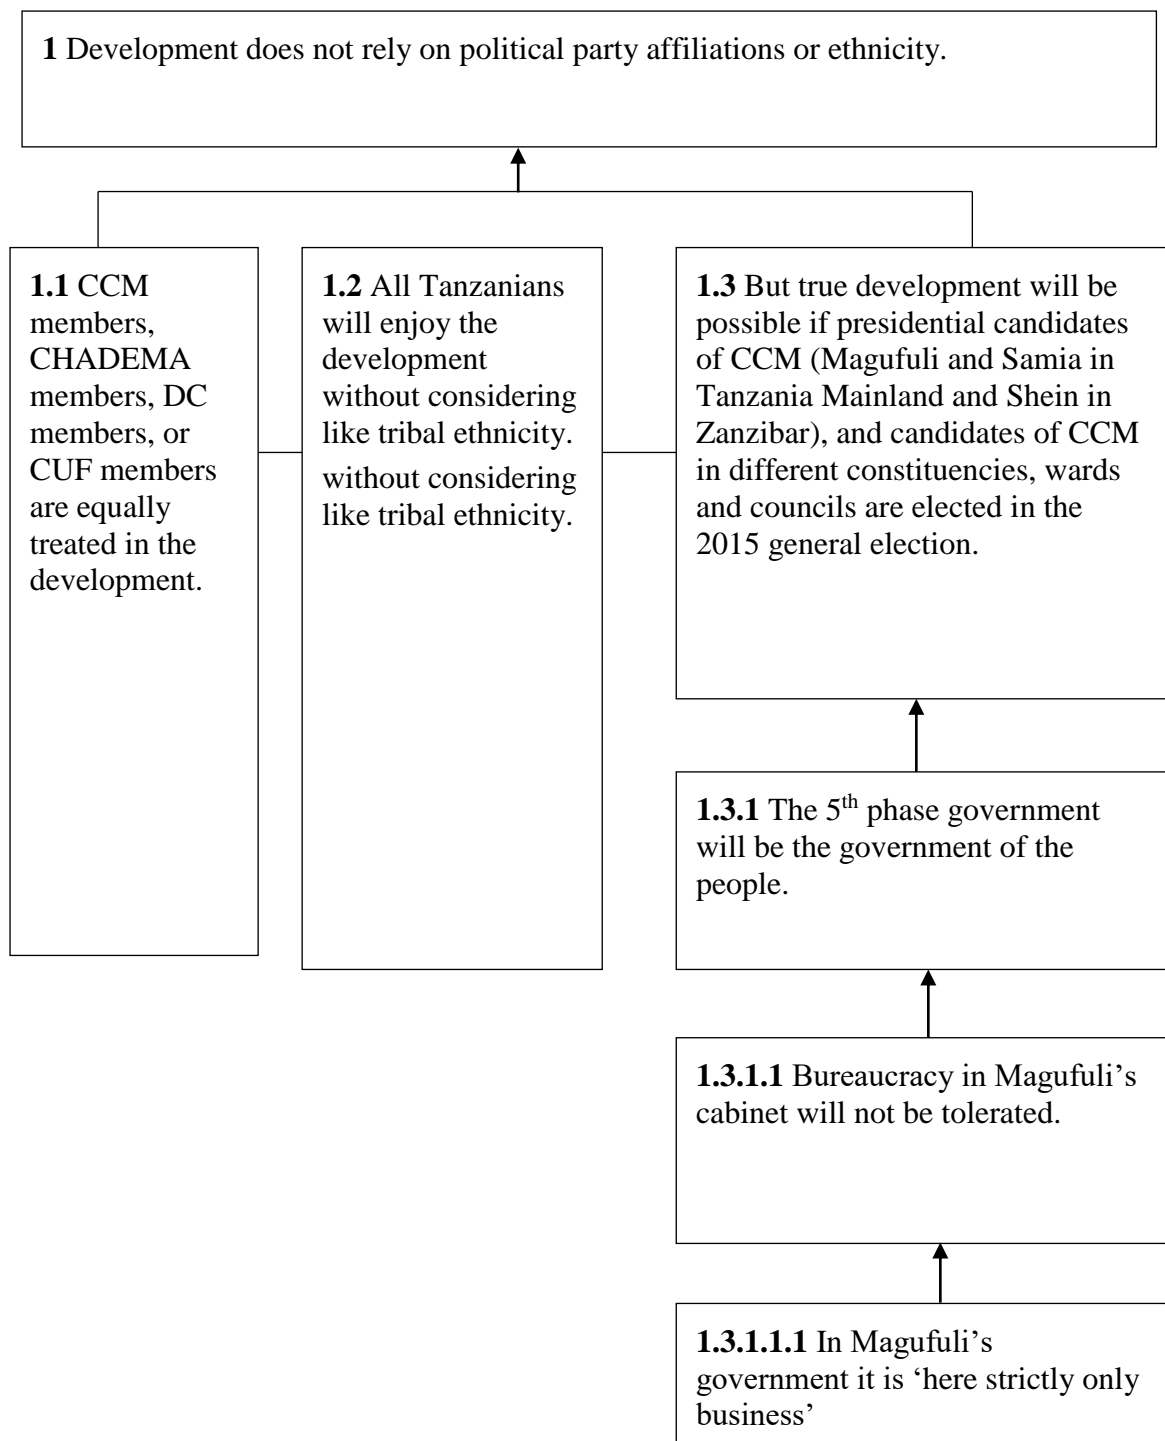 1 Development does not rely on political party affiliations or ethnicity.
1.1 CCM
members,
CHADEMA
members, DC
members, or
CUF members
are equally
treated in the
development.
1.2 All Tanzanians
will enjoy the
development
without considering
like tribal ethnicity.
without considering
like tribal ethnicity.
1.3 But true development will be
possible if presidential candidates
of CCM (Magufuli and Samia in
Tanzania Mainland and Shein in
Zanzibar), and candidates of CCM
in different constituencies, wards
and councils are elected in the
2015 general election.
1.3.1 The 5th phase government
will be the government of the
people.
1.3.1.1 Bureaucracy in Magufuli’s
cabinet will not be tolerated.
1.3.1.1.1 In Magufuli’s
government it is ‘here strictly only
business’